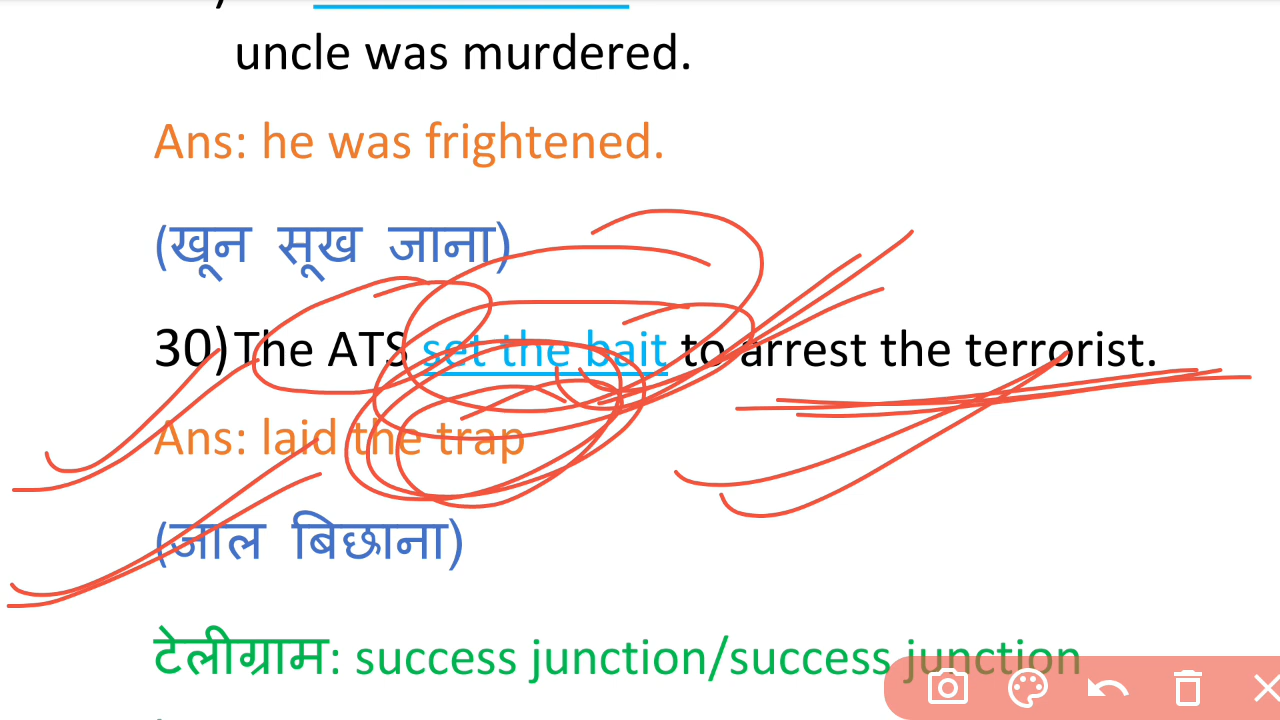 uncle was murdered.
Ans: he was frightened.
(खून सूख जाना)
30) The ATS set the bait to arrest the terrorist.
Ans: laid the trap
(जाल बिछाना)
टेलीग्राम: success junction/success junction